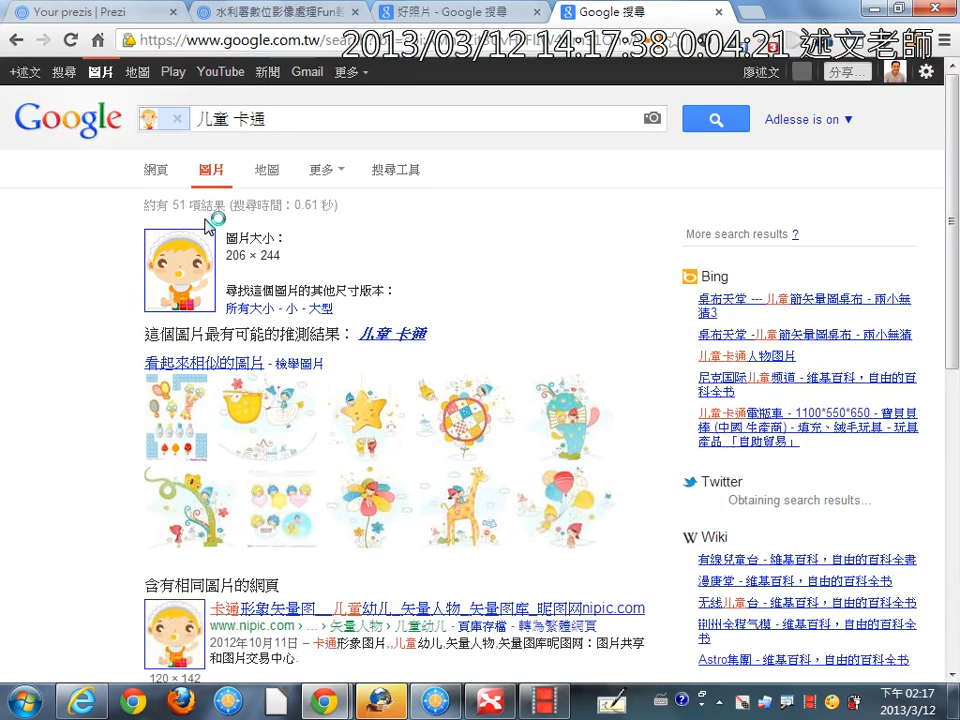 Your prezis | Prezi
水利署數位影像處理Fun
好照片 - Google 搜尋
Google 搜尋
https://www.google.com.tw/sea
2013/03/12 14:17:38 0:04:21 述文老師
+述文 搜尋 圖片 地圖 Play YouTube 新聞 Gmail 更多
廖述文 分享...
Google
儿童 卡通
Adlesse is on ▼
網頁 圖片 地圖 更多 搜尋工具
約有 51 項結果 (搜尋時間：0.61 秒)
圖片大小：
206 × 244
尋找這個圖片的其他尺寸版本：
所有大小 - 小 - 大型
這個圖片最有可能的推測結果： 儿童 卡通
看起來相似的圖片 - 檢舉圖片
含有相同圖片的網頁
卡通形象矢量图__儿童幼儿_矢量人物_矢量图库_昵图网nipic.com
www.nipic.com › ... › 矢量人物 › 儿童幼儿 - 頁庫存檔 - 轉為繁體網頁
2012年10月11日 – 卡通形象图片,,儿童幼儿,矢量人物,矢量图库昵图网：图片共享
和图片交易中心.
120 × 142
More search results ?
Bing
桌布天堂 --- 儿童節矢量圖桌布 - 兩小無
猜3
桌布天堂 -儿童節矢量圖桌布 - 兩小無猜
儿童卡通人物图片
尼克国际儿童频道 - 维基百科，自由的百
科全书
儿童卡通電瓶車 - 1100*550*650 - 寶貝貝
棒 (中國 生產商) - 填充、絨毛玩具 - 玩具
產品 「自助貿易」
Twitter
Obtaining search results...
Wiki
有線兒童台 - 維基百科，自由的百科全書
漫唐堂 - 维基百科，自由的百科全书
无线儿童台 - 维基百科，自由的百科全书
荆州全程气模 - 维基百科，自由的百科全
书
Astro集團 - 維基百科，自由的百科全書
下午 02:17
2013/3/12